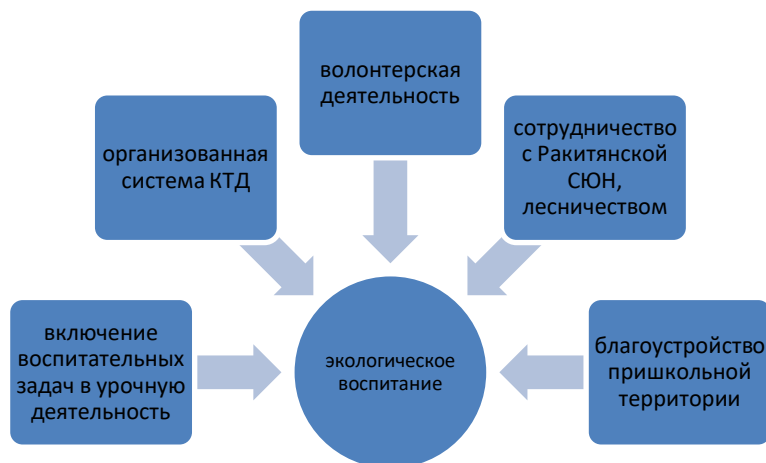 волонтерская
деятельность
организованная
система КТД
сотрудничество
с Ракитянской
СЮН,
лесничеством
включение
воспитательных
задач в урочную
деятельность
экологическое
воспитание
благоустройство
пришкольной
территории